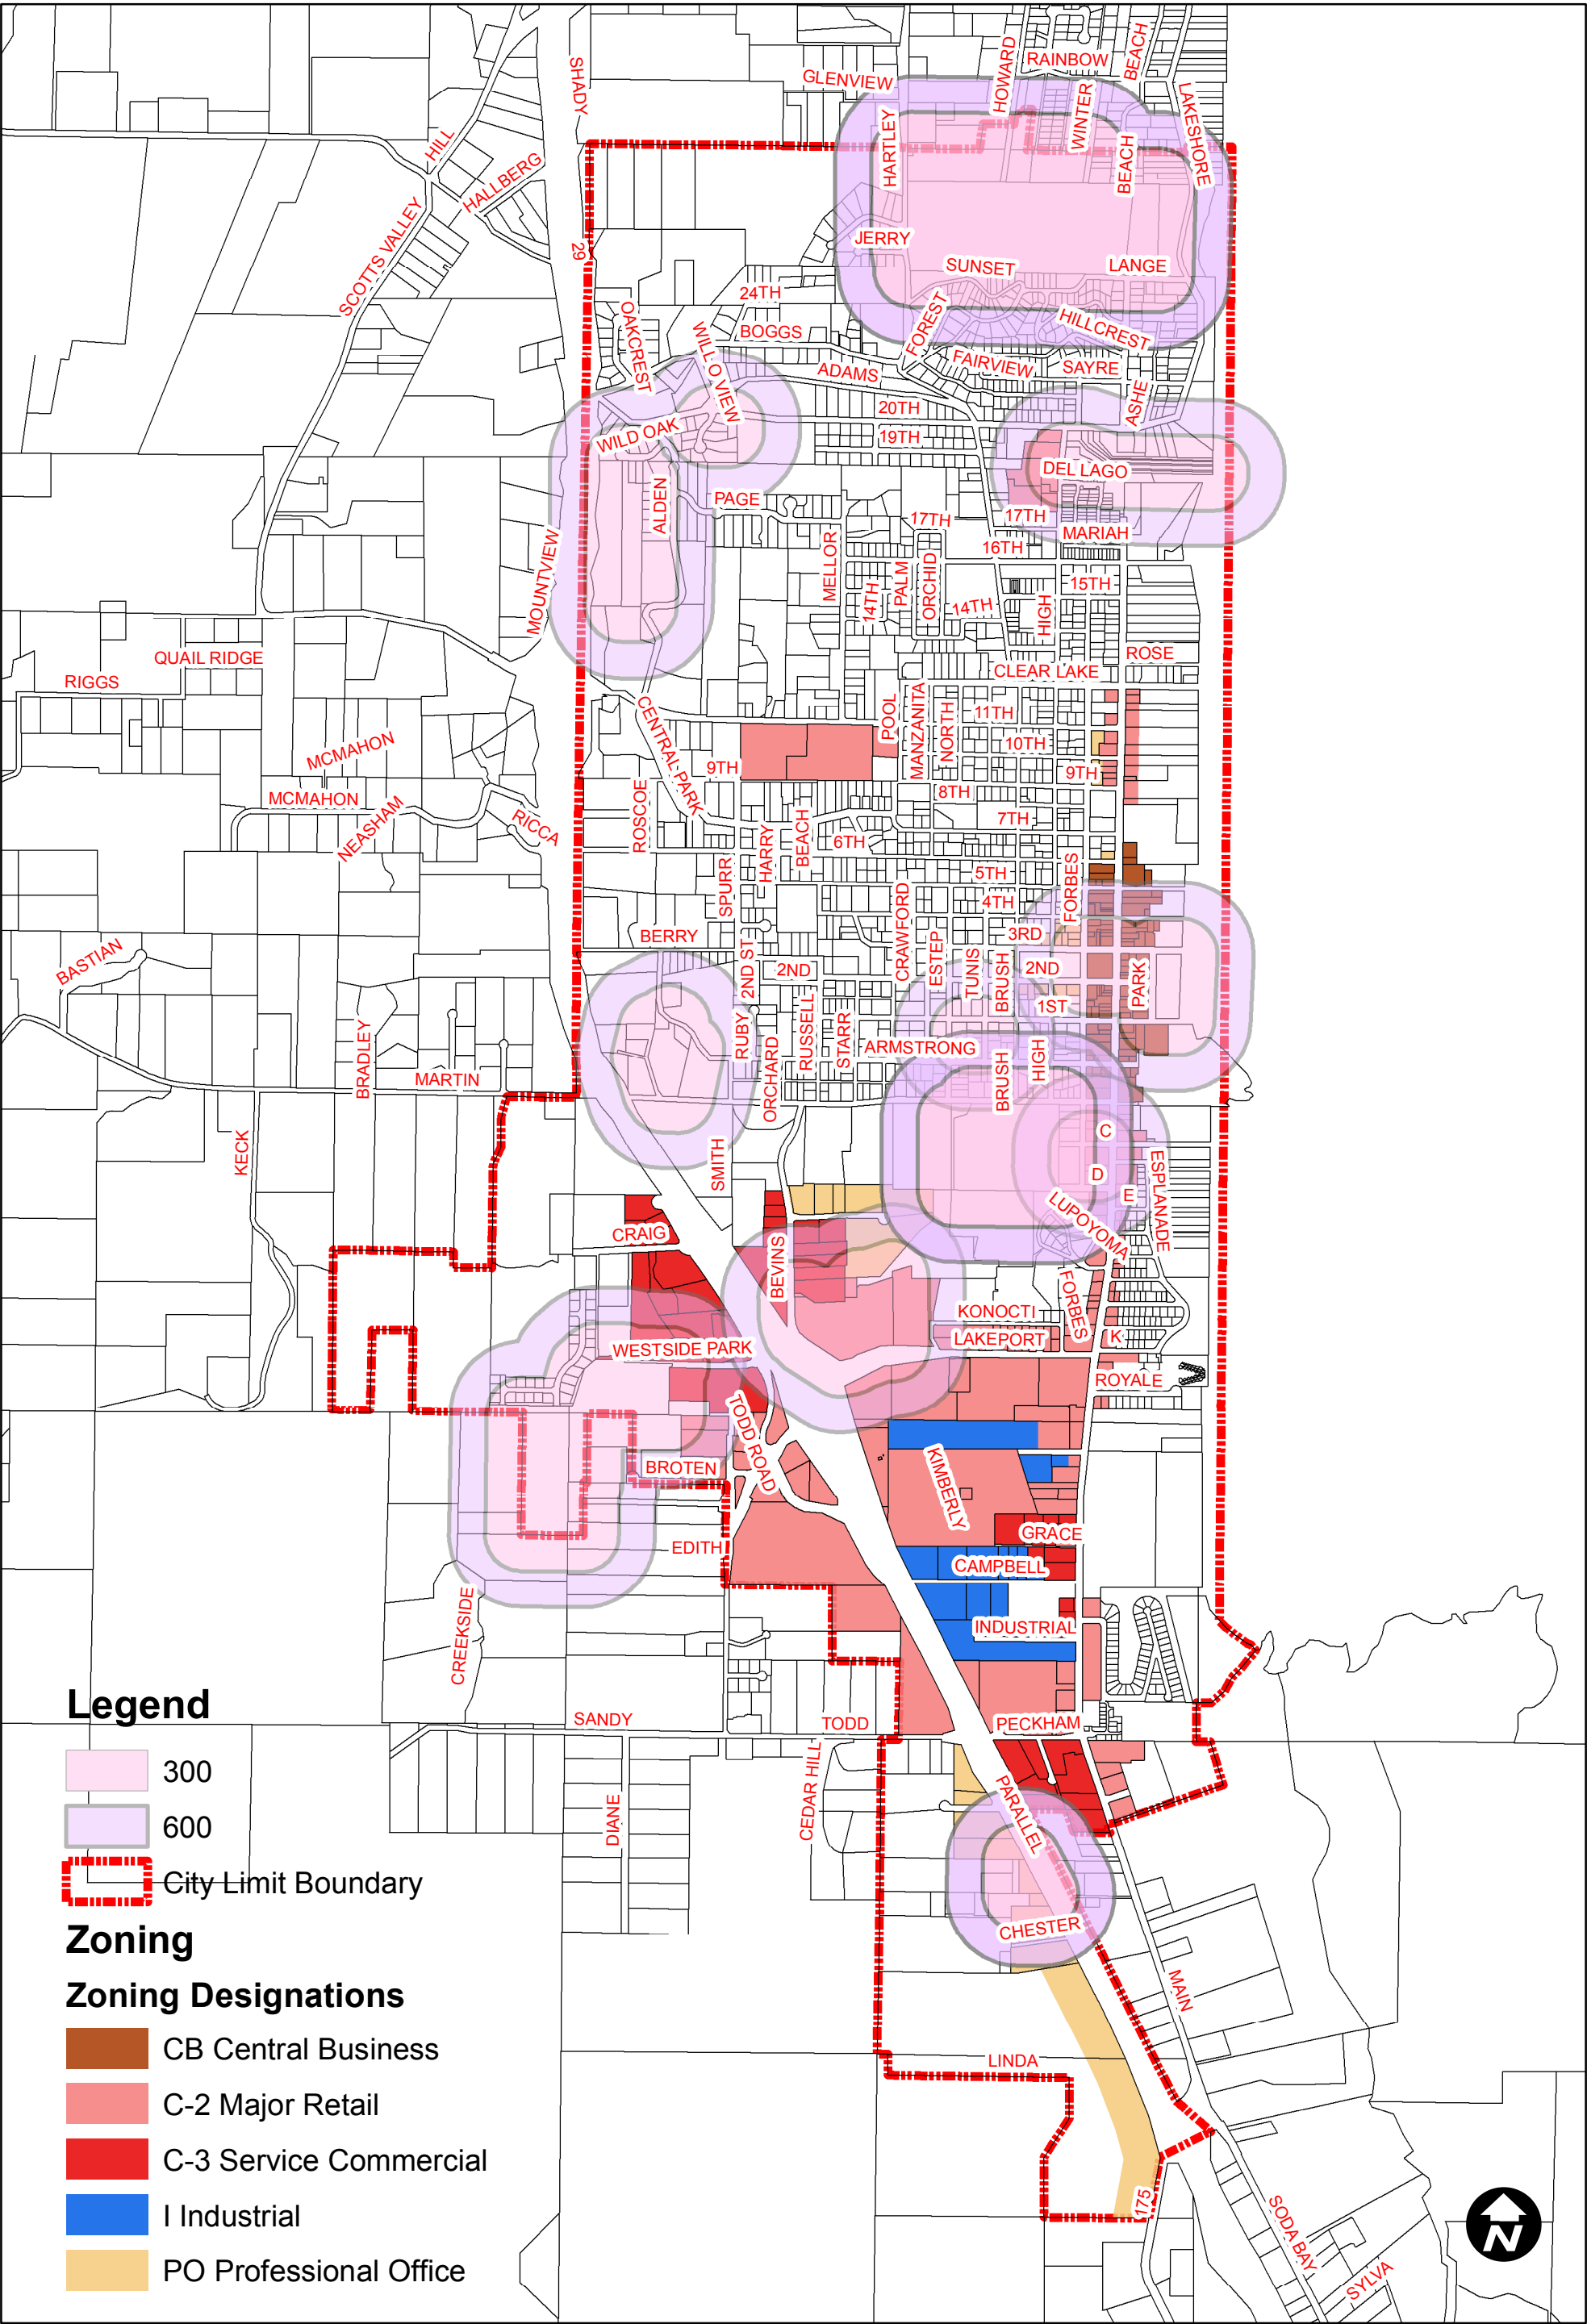 HOWARD
RAINBOW
BEACH
SHADY
GLENVIEW
WINTER
LAKESHORE
HARTLEY
HILL
HALLBERG
BEACH
SCOTTS VALLEY
29
JERRY
SUNSET
LANGE
24TH
OAKCREST
WILLO VIEW
BOGGS
FOREST
HILLCREST
FAIRVIEW
SAYRE
ADAMS
ASHE
20TH
WILD OAK
19TH
DEL LAGO
ALDEN
PAGE
17TH
17TH
MARIAH
MOUNTVIEW
MELLOR
16TH
PALM
ORCHID
15TH
14TH
14TH
HIGH
QUAIL RIDGE
ROSE
RIGGS
CLEAR LAKE
CENTRAL PARK
POOL
MANZANITA
NORTH
11TH
MCMAHON
10TH
9TH
9TH
MCMAHON
8TH
NEASHAM
RICCA
ROSCOE
7TH
HARRY
BEACH
6TH
SPURR
5TH
FORBES
CRAWFORD
4TH
BERRY
3RD
BASTIAN
2ND ST
2ND
ESTEP
TUNIS
BRUSH
2ND
PARK
RUSSELL
1ST
BRADLEY
RUBY
STARR
ARMSTRONG
HIGH
ORCHARD
BRUSH
MARTIN
KECK
SMITH
C
D
E
ESPLANADE
LUPOYOMA
CRAIG
BEVINS
FORBES
KONOCTI
LAKEPORT
K
WESTSIDE PARK
ROYALE
TODD ROAD
BROTEN
KIMBERLY
GRACE
EDITH
CAMPBELL
CREEKSIDE
INDUSTRIAL
SANDY
TODD
PECKHAM
CEDAR HILL
DIANE
PARALLEL
CHESTER
MAIN
LINDA
175
SODA BAY
SYLVA
Legend
300
600
City Limit Boundary
Zoning
Zoning Designations
CB Central Business
C-2 Major Retail
C-3 Service Commercial
I Industrial
PO Professional Office
N